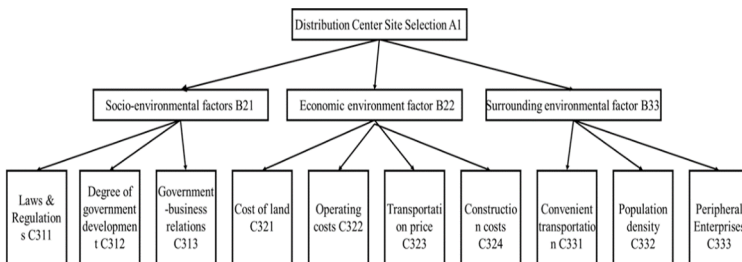 Distribution Center Site Selection A1
Socio-environmental factors B21
Economic environment factor B22
Surrounding environmental factor B33
Laws &
Regulation
s C311
Degree of
government
developmen
t C312
Government
-business
relations
C313
Cost of land
C321
Operating
costs C322
Transportati
on price
C323
Constructio
n costs
C324
Convenient
transportatio
n C331
Population
density
C332
Peripheral
Enterprises
C333